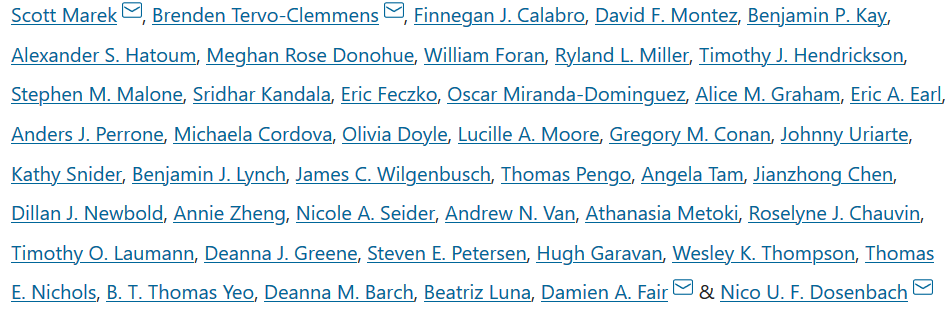 Scott Marek, Brenden Tervo-Clemmens, Finnegan J. Calabro, David F. Montez, Benjamin P. Kay,
Alexander S. Hatoum, Meghan Rose Donohue, William Foran, Ryland L. Miller, Timothy J. Hendrickson,
Stephen M. Malone, Sridhar Kandala, Eric Feczko, Oscar Miranda-Dominguez, Alice M. Graham, Eric A. Earl,
Anders J. Perrone, Michaela Cordova, Olivia Doyle, Lucille A. Moore, Gregory M. Conan, Johnny Uriarte,
Kathy Snider, Benjamin J. Lynch, James C. Wilgenbusch, Thomas Pengo, Angela Tam, Jianzhong Chen,
Dillan J. Newbold, Annie Zheng, Nicole A. Seider, Andrew N. Van, Athanasia Metoki, Roselyne J. Chauvin,
Timothy O. Laumann, Deanna J. Greene, Steven E. Petersen, Hugh Garavan, Wesley K. Thompson, Thomas
E. Nichols, B. T. Thomas Yeo, Deanna M. Barch, Beatriz Luna, Damien A. Fair & Nico U. F. Dosenbach